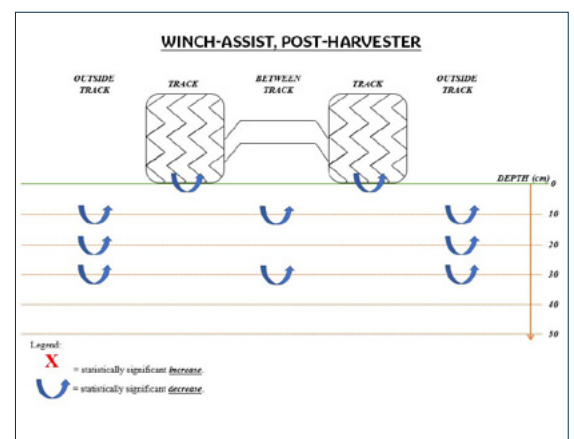 WINCH-ASSIST, POST-HARVESTER
OUTSIDE TRACK
TRACK
BETWEEN TRACK
TRACK
OUTSIDE TRACK
DEPTH (cm)
0
10
20
30
40
50
Legend:
X = statistically significant increase.
= statistically significant decrease.